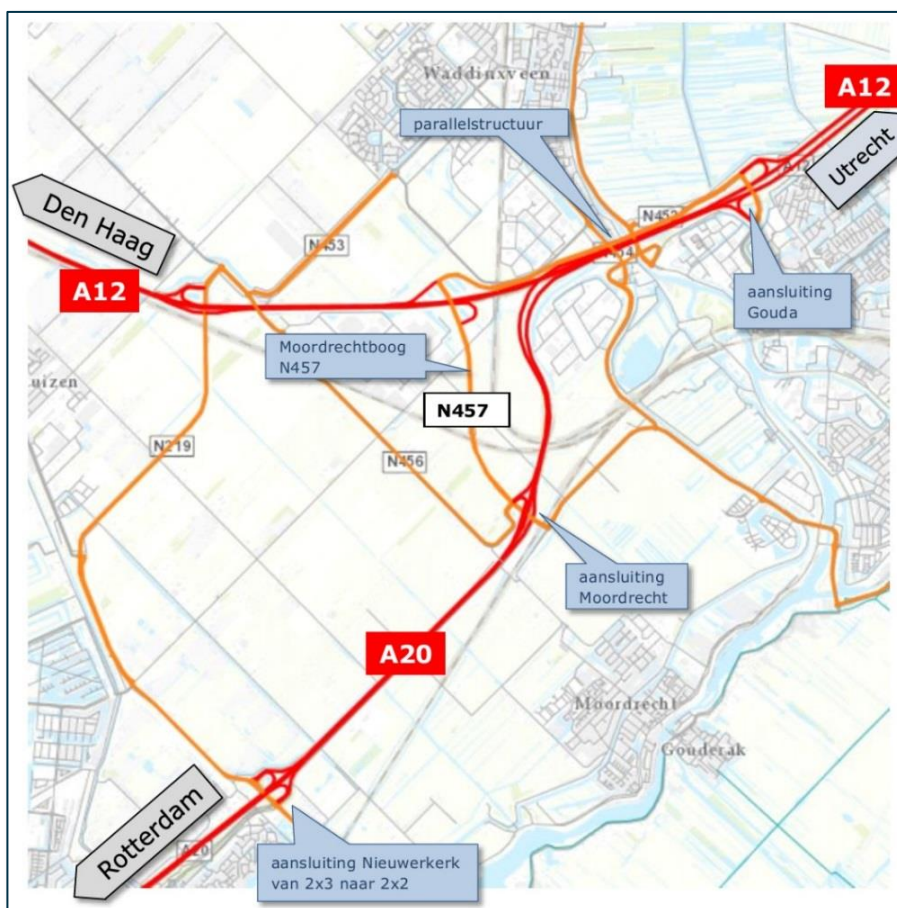 Waddinxveen
A12
parallelstructuur
A12
Utrecht
Den Haag
N453
N452
A12
aansluiting
Gouda
Moordrechtboog
N457
N457
N219
N456
aansluiting
Moordrecht
A20
Moordrecht
Gouderak
Rotterdam
A20
aansluiting Nieuwerkerk
van 2x3 naar 2x2